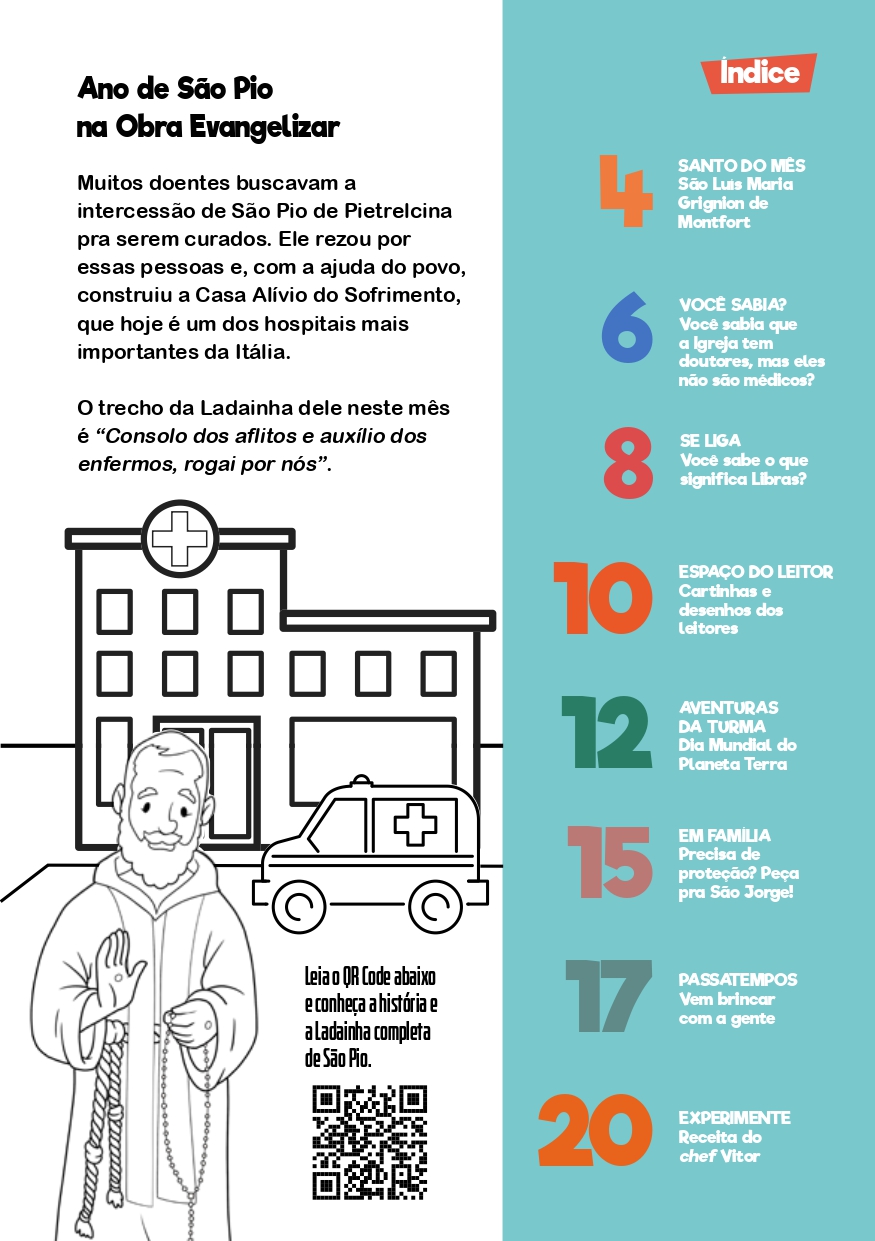 Ano de São Pio
na Obra Evangelizar
Muitos doentes buscavam a
intercessão de São Pio de Pietrelcina
pra serem curados. Ele rezou por
essas pessoas e, com a ajuda do povo,
construiu a Casa Alívio do Sofrimento,
que hoje é um dos hospitais mais
importantes da Itália.
O trecho da Ladainha dele neste mês
é “Consolo dos aflitos e auxílio dos
enfermos, rogai por nós”.
Leia o QR Code abaixo
e conheça a história e
a Ladainha completa
de São Pio.
Índice
4
SANTO DO MÊS
São Luis Maria
Grignion de
Montfort
6
VOCÊ SABIA?
Você sabia que
a Igreja tem
doutores, mas eles
não são médicos?
8
SE LIGA
Você sabe o que
significa Libras?
10
ESPAÇO DO LEITOR
Cartinhas e
desenhos dos
leitores
12
AVENTURAS
DA TURMA
Dia Mundial do
Planeta Terra
15
EM FAMÍLIA
Precisa de
proteção? Peça
pra São Jorge!
17
PASSATEMPOS
Vem brincar
com a gente
20
EXPERIMENTE
Receita do
chef Vitor